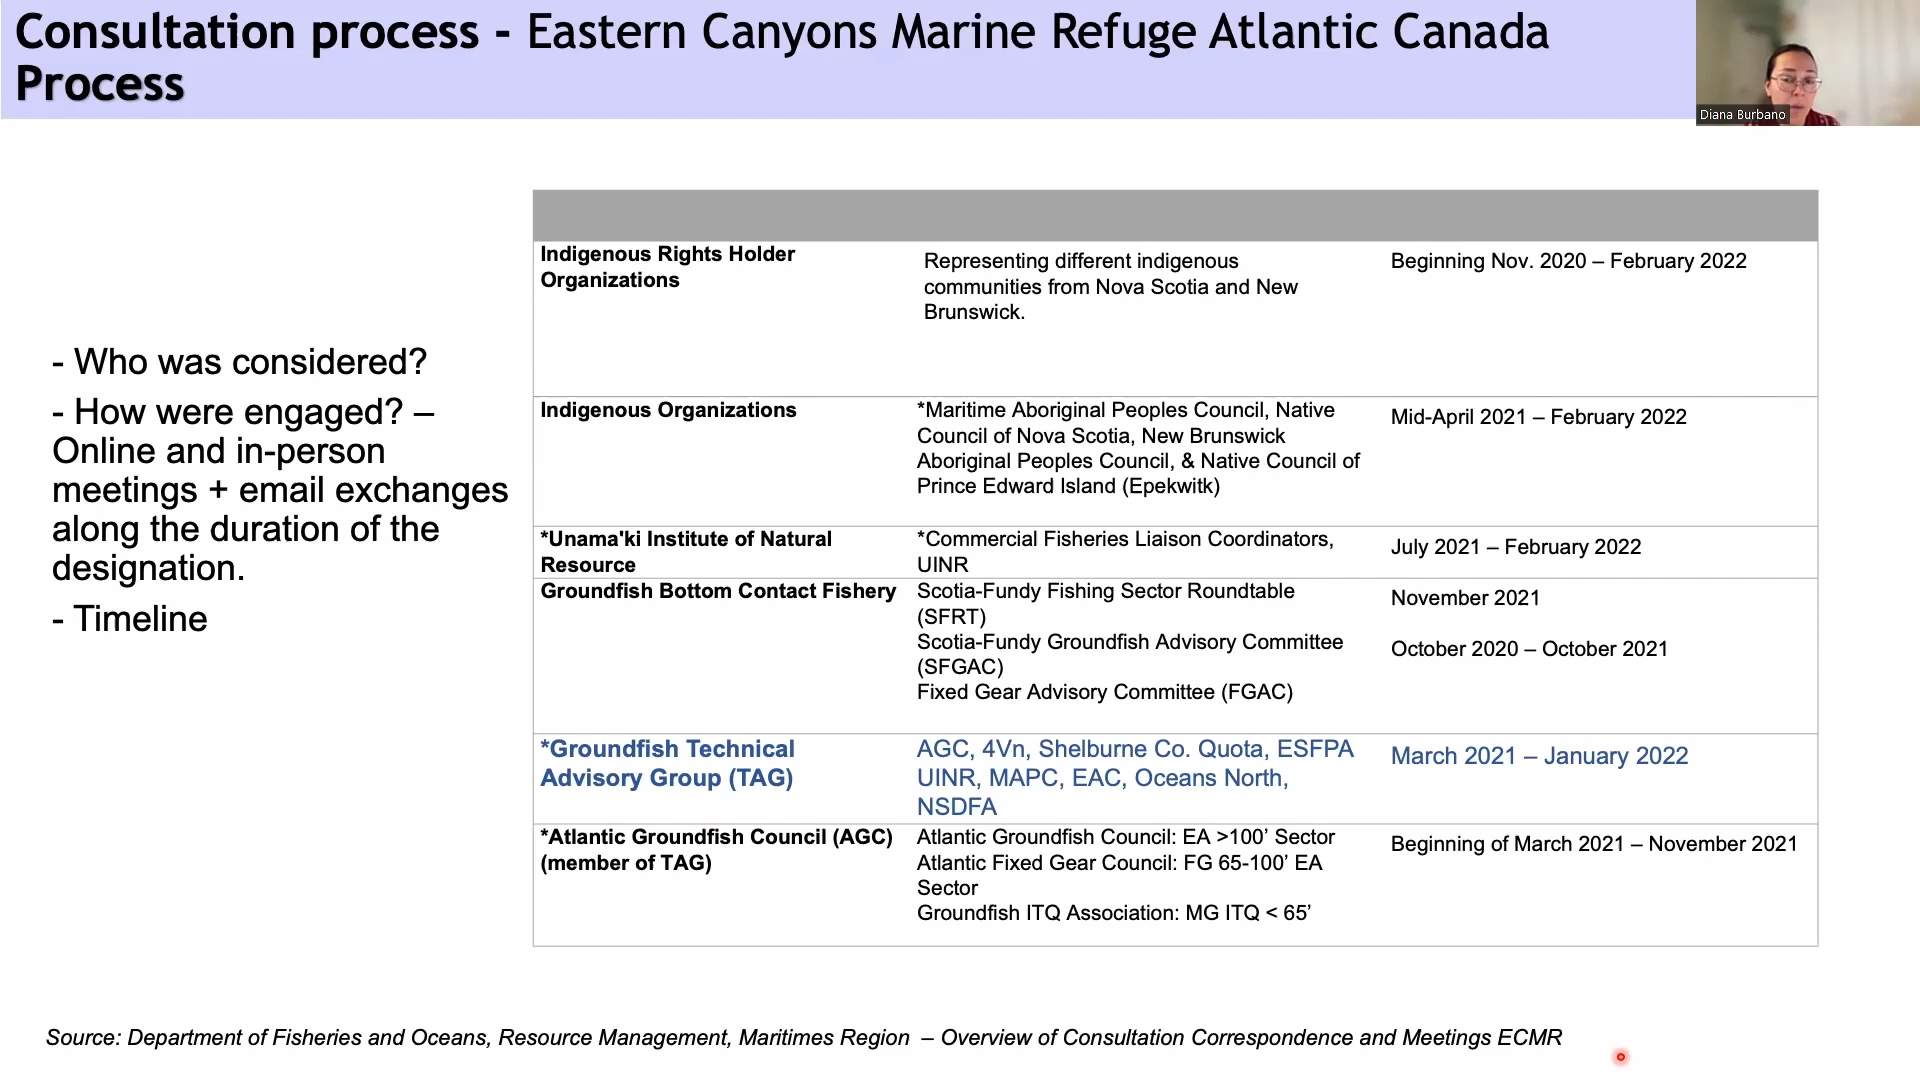 Consultation process - Eastern Canyons Marine Refuge Atlantic Canada
Process
Diana Burbano
- Who was considered?
- How were engaged? –
Online and in-person
meetings + email exchanges
along the duration of the
designation.
- Timeline
Indigenous Rights Holder
Organizations
Representing different indigenous
communities from Nova Scotia and New
Brunswick.
Beginning Nov. 2020 – February 2022
Indigenous Organizations
*Maritime Aboriginal Peoples Council, Native
Council of Nova Scotia, New Brunswick
Aboriginal Peoples Council, & Native Council of
Prince Edward Island (Epekwitk)
Mid-April 2021 – February 2022
*Unama'ki Institute of Natural
Resource
*Commercial Fisheries Liaison Coordinators,
UINR
July 2021 – February 2022
Groundfish Bottom Contact Fishery
Scotia-Fundy Fishing Sector Roundtable
(SFRT)
Scotia-Fundy Groundfish Advisory Committee
(SFGAC)
Fixed Gear Advisory Committee (FGAC)
November 2021
October 2020 – October 2021
*Groundfish Technical
Advisory Group (TAG)
AGC, 4Vn, Shelburne Co. Quota, ESFPA
UINR, MAPC, EAC, Oceans North,
NSDFA
March 2021 – January 2022
*Atlantic Groundfish Council (AGC)
(member of TAG)
Atlantic Groundfish Council: EA >100’ Sector
Atlantic Fixed Gear Council: FG 65-100’ EA
Sector
Groundfish ITQ Association: MG ITQ < 65’
Beginning of March 2021 – November 2021
Source: Department of Fisheries and Oceans, Resource Management, Maritimes Region – Overview of Consultation Correspondence and Meetings ECMR